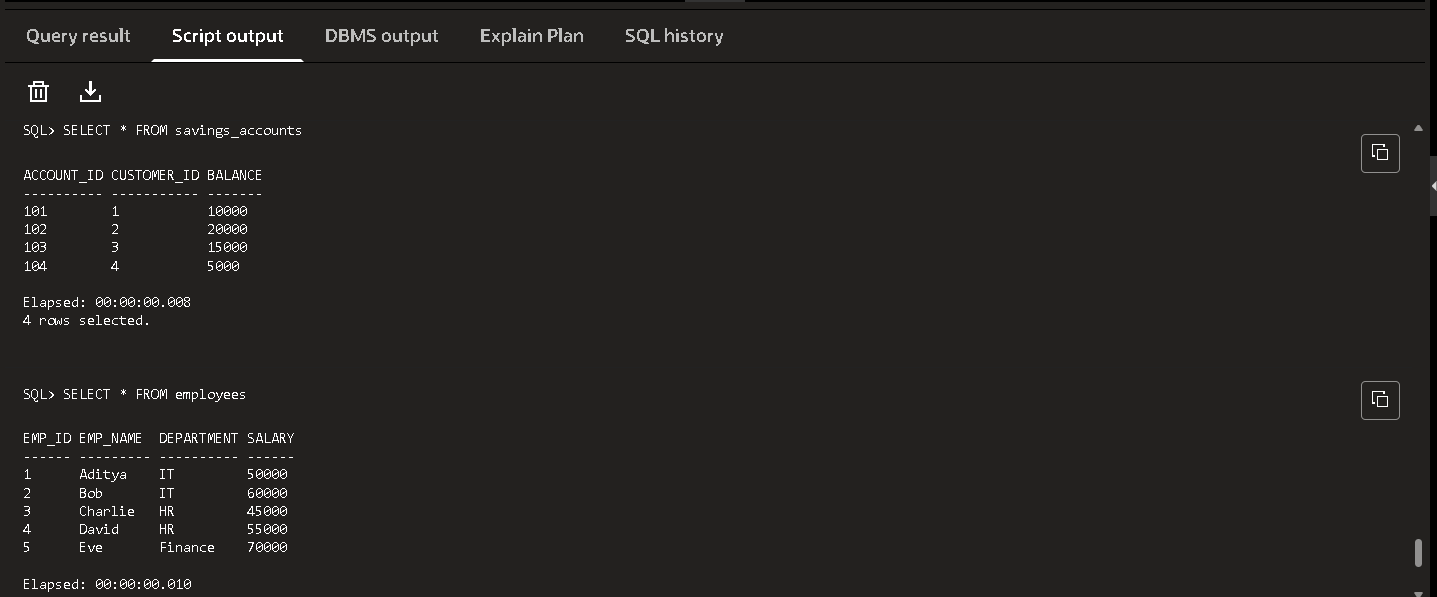 Query result Script output DBMS output Explain Plan SQL history
SQL> SELECT * FROM savings_accounts
ACCOUNT_ID CUSTOMER_ID BALANCE
---------- ----------- -------
101 1 10000
102 2 20000
103 3 15000
104 4 5000
Elapsed: 00:00:00.008
4 rows selected.
SQL> SELECT * FROM employees
EMP_ID EMP_NAME DEPARTMENT SALARY
------ --------- ---------- ------
1 Aditya IT 50000
2 Bob IT 60000
3 Charlie HR 45000
4 David HR 55000
5 Eve Finance 70000
Elapsed: 00:00:00.010